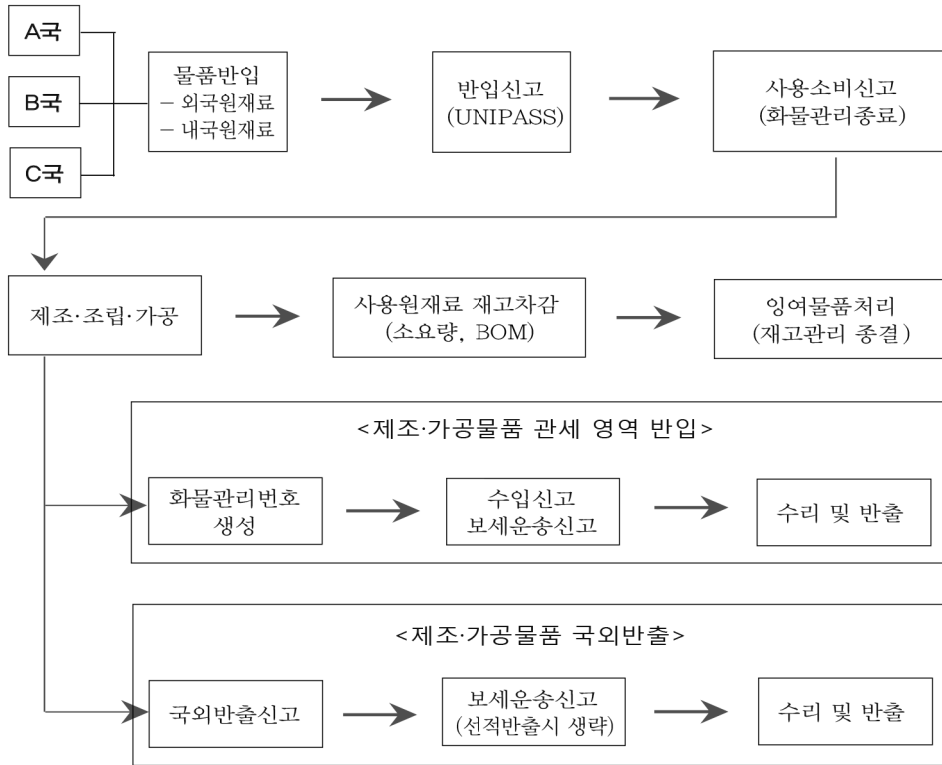 A국
B국
C국
물품반입
– 외국원재료
– 내국원재료
반입신고
(UNIPASS)
사용소비신고
(화물관리종료)
제조·조립·가공
사용원재료 재고차감
(소요량, BOM)
잉여물품처리
(재고관리 종결)
<제조·가공물품 관세 영역 반입>
화물관리번호
생성
수입신고
보세운송신고
수리 및 반출
<제조·가공물품 국외반출>
국외반출신고
보세운송신고
(선적반출시 생략)
수리 및 반출